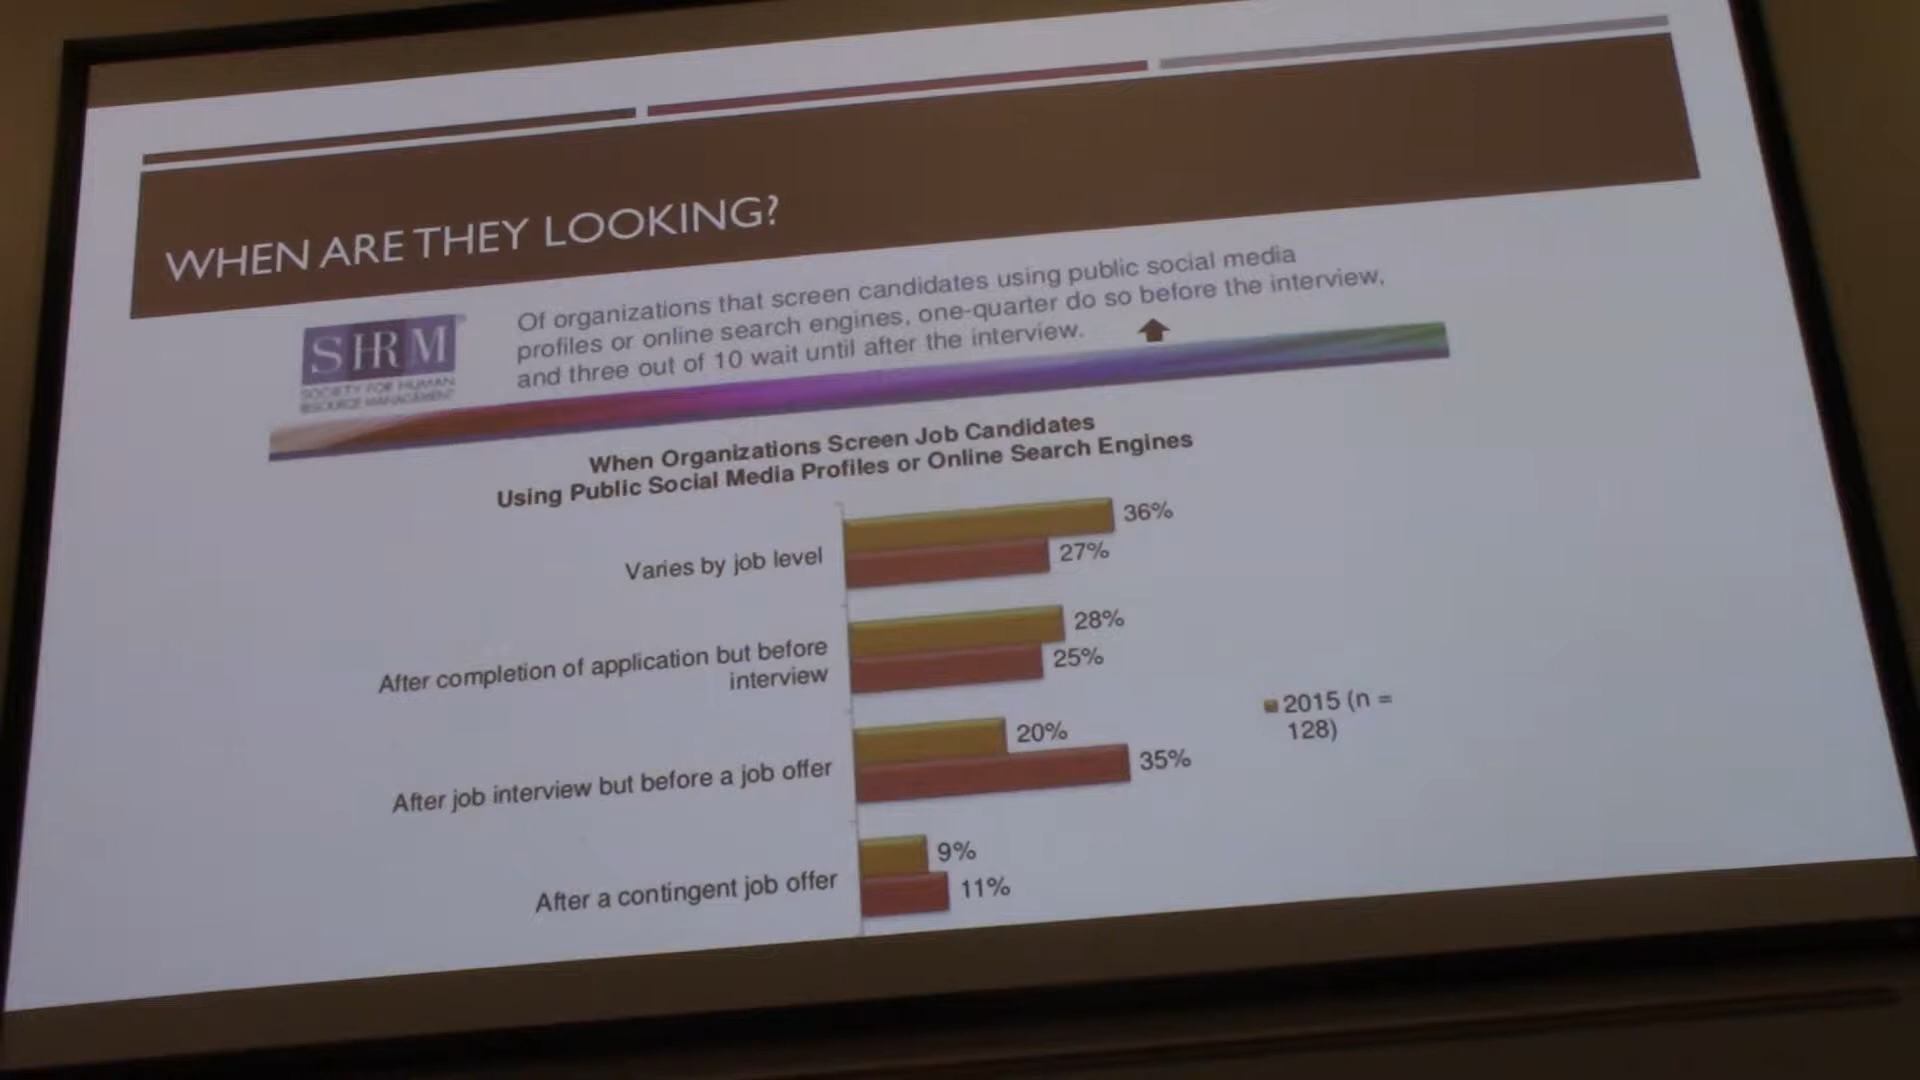 WHEN ARE THEY LOOKING?
SHRM
SOCIETY FOR HUMAN
RESOURCE MANAGEMENT
Of organizations that screen candidates using public social media
profiles or online search engines, one-quarter do so before the interview,
and three out of 10 wait until after the interview.
When Organizations Screen Job Candidates
Using Public Social Media Profiles or Online Search Engines
Varies by job level
36%
27%
After completion of application but before
interview
28%
25%
After job interview but before a job offer
20%
35%
After a contingent job offer
9%
11%
2015 (n =
128)